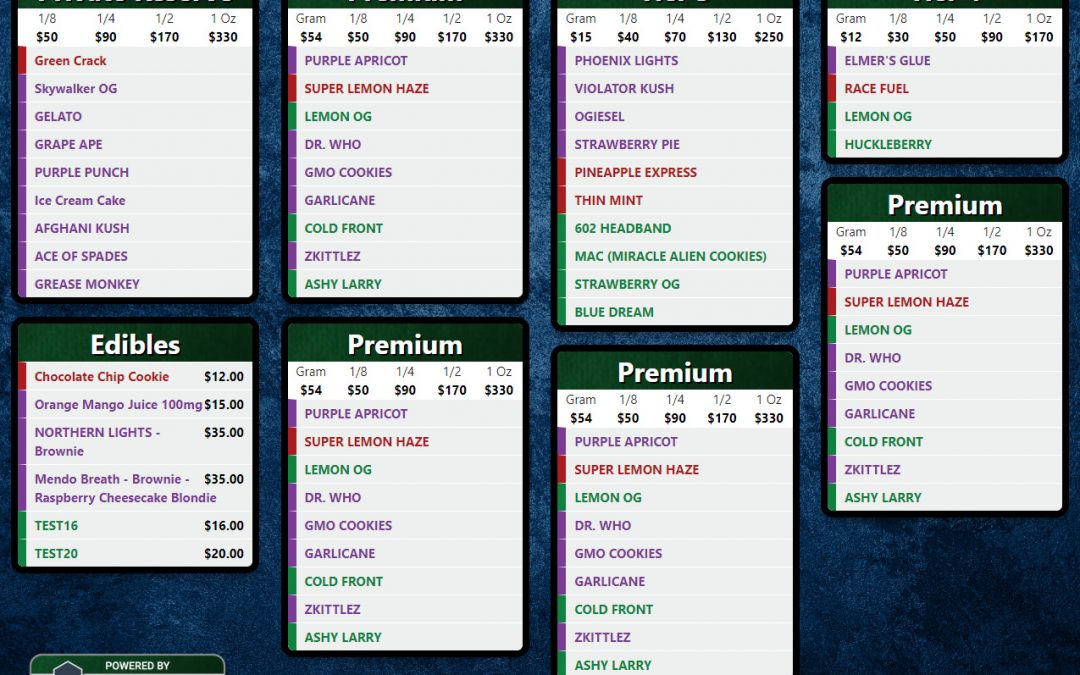 Private Reserve
1/8 1/4 1/2 1 Oz
$50 $90 $170 $330
Green Crack
Skywalker OG
GELATO
GRAPE APE
PURPLE PUNCH
Ice Cream Cake
AFGHANI KUSH
ACE OF SPADES
GREASE MONKEY
Edibles
Chocolate Chip Cookie $12.00
Orange Mango Juice 100mg $15.00
NORTHERN LIGHTS - $35.00
Brownie
Mendo Breath - Brownie - $35.00
Raspberry Cheesecake Blondie
TEST16 $16.00
TEST20 $20.00
POWERED BY
Premium
Gram 1/8 1/4 1/2 1 Oz
$54 $50 $90 $170 $330
PURPLE APRICOT
SUPER LEMON HAZE
LEMON OG
DR. WHO
GMO COOKIES
GARLICANE
COLD FRONT
ZKITTLEZ
ASHY LARRY
Premium
Gram 1/8 1/4 1/2 1 Oz
$54 $50 $90 $170 $330
PURPLE APRICOT
SUPER LEMON HAZE
LEMON OG
DR. WHO
GMO COOKIES
GARLICANE
COLD FRONT
ZKITTLEZ
ASHY LARRY
Gram 1/8 1/4 1/2 1 Oz
$15 $40 $70 $130 $250
PHOENIX LIGHTS
VIOLATOR KUSH
OGIESEL
STRAWBERRY PIE
PINEAPPLE EXPRESS
THIN MINT
602 HEADBAND
MAC (MIRACLE ALIEN COOKIES)
STRAWBERRY OG
BLUE DREAM
Premium
Gram 1/8 1/4 1/2 1 Oz
$54 $50 $90 $170 $330
PURPLE APRICOT
SUPER LEMON HAZE
LEMON OG
DR. WHO
GMO COOKIES
GARLICANE
COLD FRONT
ZKITTLEZ
ASHY LARRY
Gram 1/8 1/4 1/2 1 Oz
$12 $30 $50 $90 $170
ELMER'S GLUE
RACE FUEL
LEMON OG
HUCKLEBERRY
Premium
Gram 1/8 1/4 1/2 1 Oz
$54 $50 $90 $170 $330
PURPLE APRICOT
SUPER LEMON HAZE
LEMON OG
DR. WHO
GMO COOKIES
GARLICANE
COLD FRONT
ZKITTLEZ
ASHY LARRY